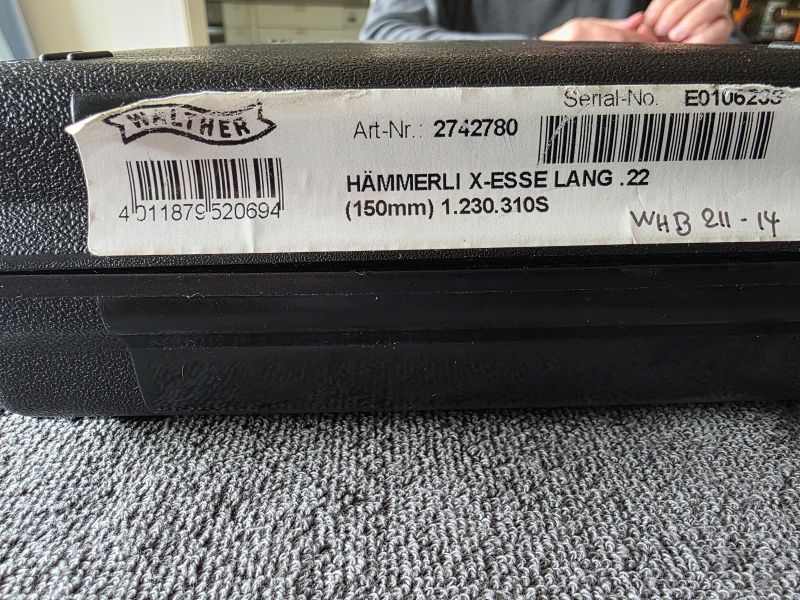 WALTHER
Art-Nr.: 2742780
Serial-No.
4 011879 520694
HÄMMERLI X-ESSE LANG .22
(150mm) 1.230.310S
WHB 211-14